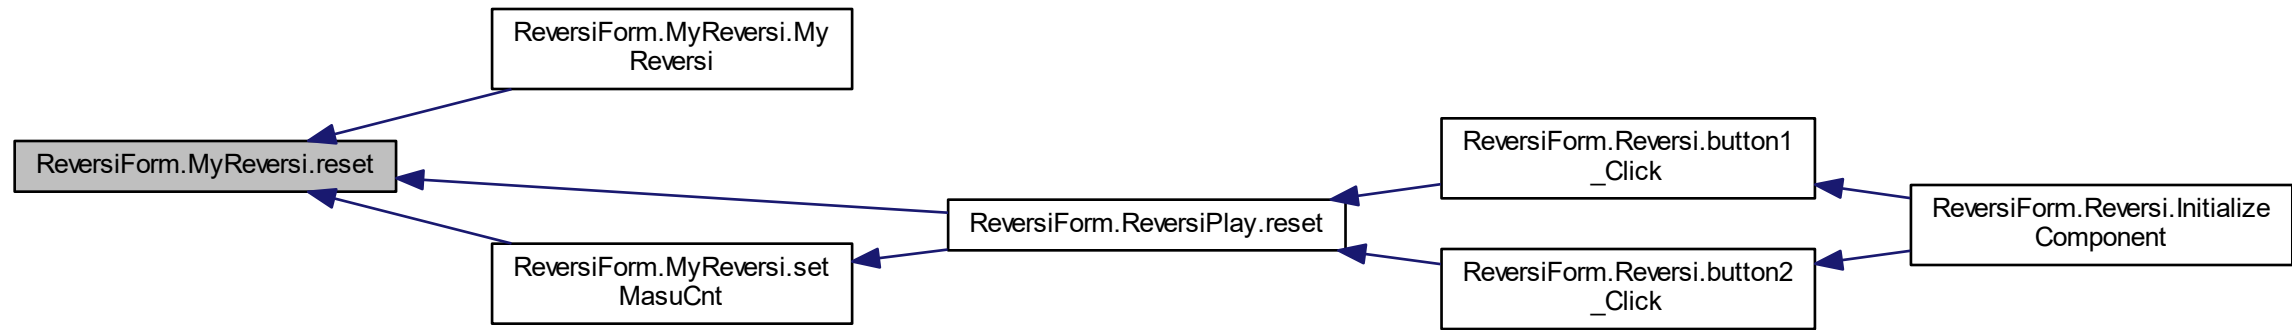 ReversiForm.MyReversi.My
Reversi
ReversiForm.MyReversi.reset
ReversiForm.MyReversi.set
MasuCnt
ReversiForm.ReversiPlay.reset
ReversiForm.Reversi.button1
_Click
ReversiForm.Reversi.button2
_Click
ReversiForm.Reversi.Initialize
Component